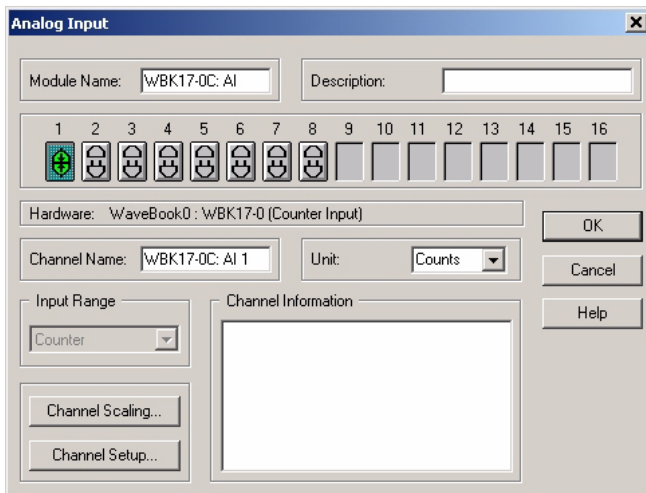 Analog Input
Module Name: WBK17-0C: AI Description:
1 2 3 4 5 6 7 8 9 10 11 12 13 14 15 16
Hardware: WaveBook0 : WBK17-0 (Counter Input)
OK
Channel Name: WBK17-0C: AI 1 Unit: Counts
Cancel
Input Range Channel Information
Help
Counter
Channel Scaling...
Channel Setup...